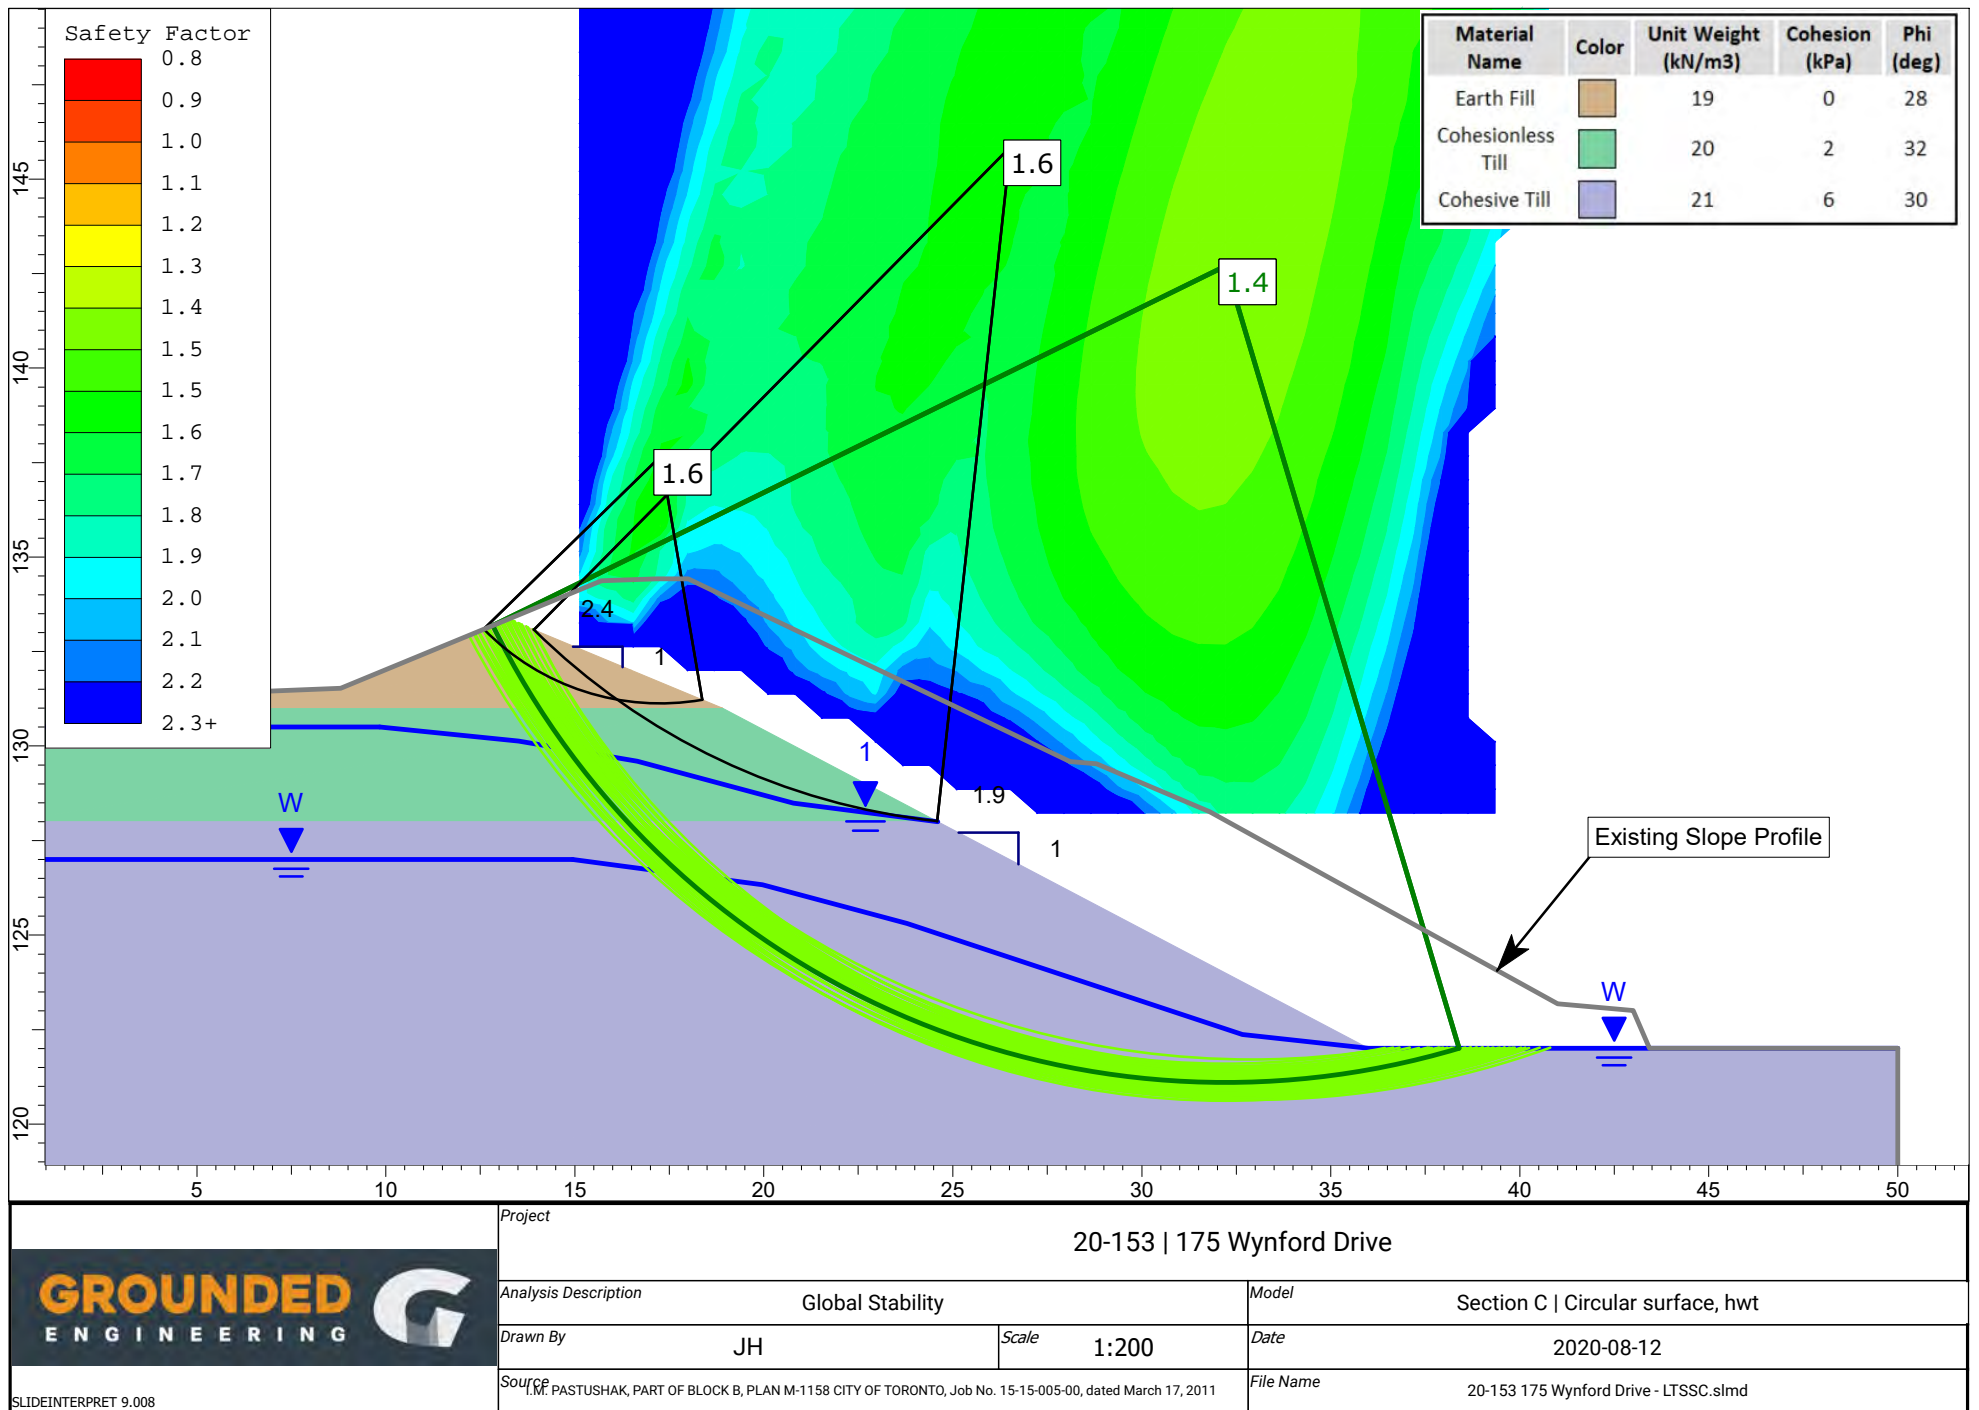 Safety Factor
0.8
0.9
1.0
1.1
1.2
1.3
1.4
1.5
1.5
1.6
1.7
1.8
1.9
2.0
2.1
2.2
2.3+
Material Name Color Unit Weight (kN/m3) Cohesion (kPa) Phi (deg)
Earth Fill 19 0 28
Cohesionless Till 20 2 32
Cohesive Till 21 6 30
1.6
1.4
1.6
2.4
1
1
1.9
1
W
W
Existing Slope Profile
145
140
135
130
125
120
5 10 15 20 25 30 35 40 45 50
GROUNDED
ENGINEERING
SLIDEINTERPRET 9.008
Project
20-153 | 175 Wynford Drive
Analysis Description
Global Stability
Model
Section C | Circular surface, hwt
Drawn By
JH
Scale
1:200
Date
2020-08-12
Source
I.M. PASTUSHAK, PART OF BLOCK B, PLAN M-1158 CITY OF TORONTO, Job No. 15-15-005-00, dated March 17, 2011
File Name
20-153 175 Wynford Drive - LTSSC.slmd